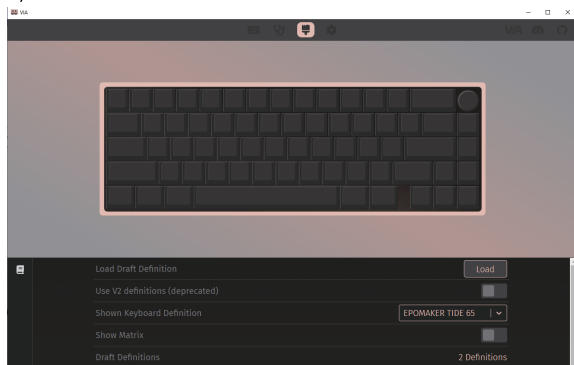 VIA
VIA
Load Draft Definition
Load
Use V2 definitions (deprecated)
Shown Keyboard Definition
EPOMAKER TIDE 65
Show Matrix
Draft Definitions
2 Definitions